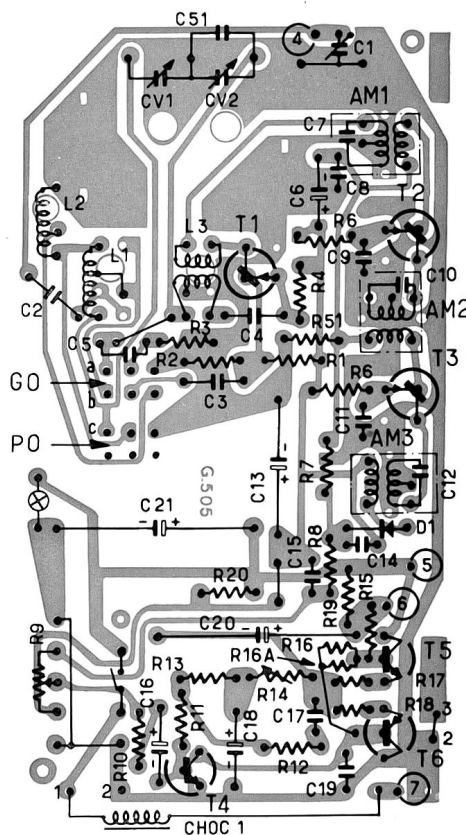 C51
4
C1
CV1
CV2
AM1
C7
C8
T2
L2
C6
R6
L1
L3
T1
C9
C10
R4
C2
AM2
C4
R3
R51
C5
T3
a
R2
R1
GO
R6
b
C3
C11
PO
c
AM3
C13
R7
C12
G.505
C21
R8
D1
C15
C14
5
R20
R19
R15
6
C20
R16
T5
R9
R13
R16A
R14
R17
C16
R11
R18
3
C18
C17
2
R10
R12
T6
T4
C19
1
2
7
CHOC 1